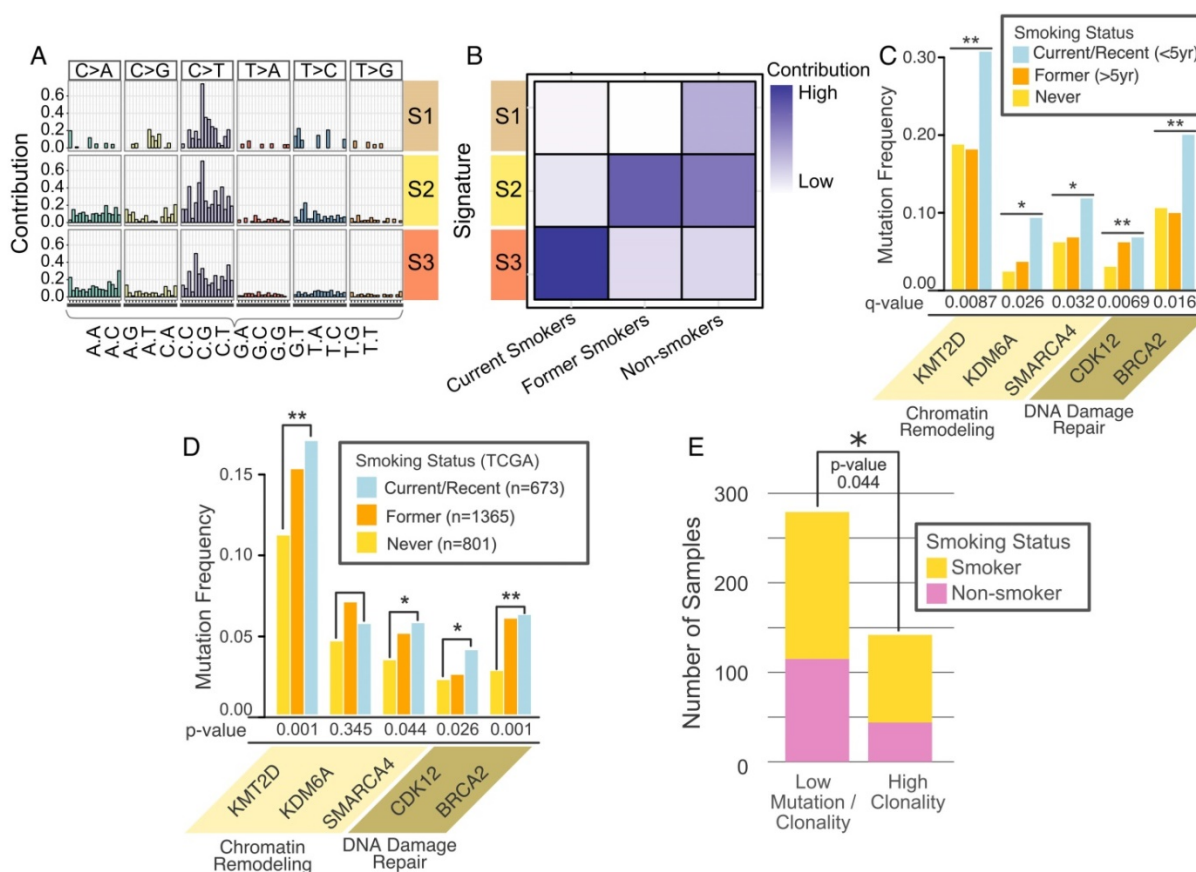 A
C>A C>G C>T T>A T>C T>G
Contribution
0.6
0.4
0.2
0.0
S1
0.6
0.4
0.2
0.0
S2
0.6
0.4
0.2
0.0
S3
A.A
A.C
A.G
A.T
C.A
C.C
C.G
C.T
G.A
G.C
G.G
G.T
T.A
T.C
T.G
T.T
B
Signature
S1
S2
S3
Contribution
High
Low
Current Smokers
Former Smokers
Non-smokers
C
Smoking Status
Current/Recent (<5yr)
Former (>5yr)
Never
Mutation Frequency
0.30
0.20
0.10
0.00
**
*
*
**
**
q-value 0.0087 0.026 0.032 0.0069 0.016
KMT2D
KDM6A
SMARCA4
CDK12
BRCA2
Chromatin
Remodeling
DNA Damage
Repair
D
Smoking Status (TCGA)
Current/Recent (n=673)
Former (n=1365)
Never (n=801)
Mutation Frequency
0.15
0.10
0.05
0.00
**
*
*
**
p-value 0.001 0.345 0.044 0.026 0.001
KMT2D
KDM6A
SMARCA4
CDK12
BRCA2
Chromatin
Remodeling
DNA Damage
Repair
E
*
p-value
0.044
Number of Samples
300
200
100
0
Smoking Status
Smoker
Non-smoker
Low
Mutation /
Clonality
High
Clonality